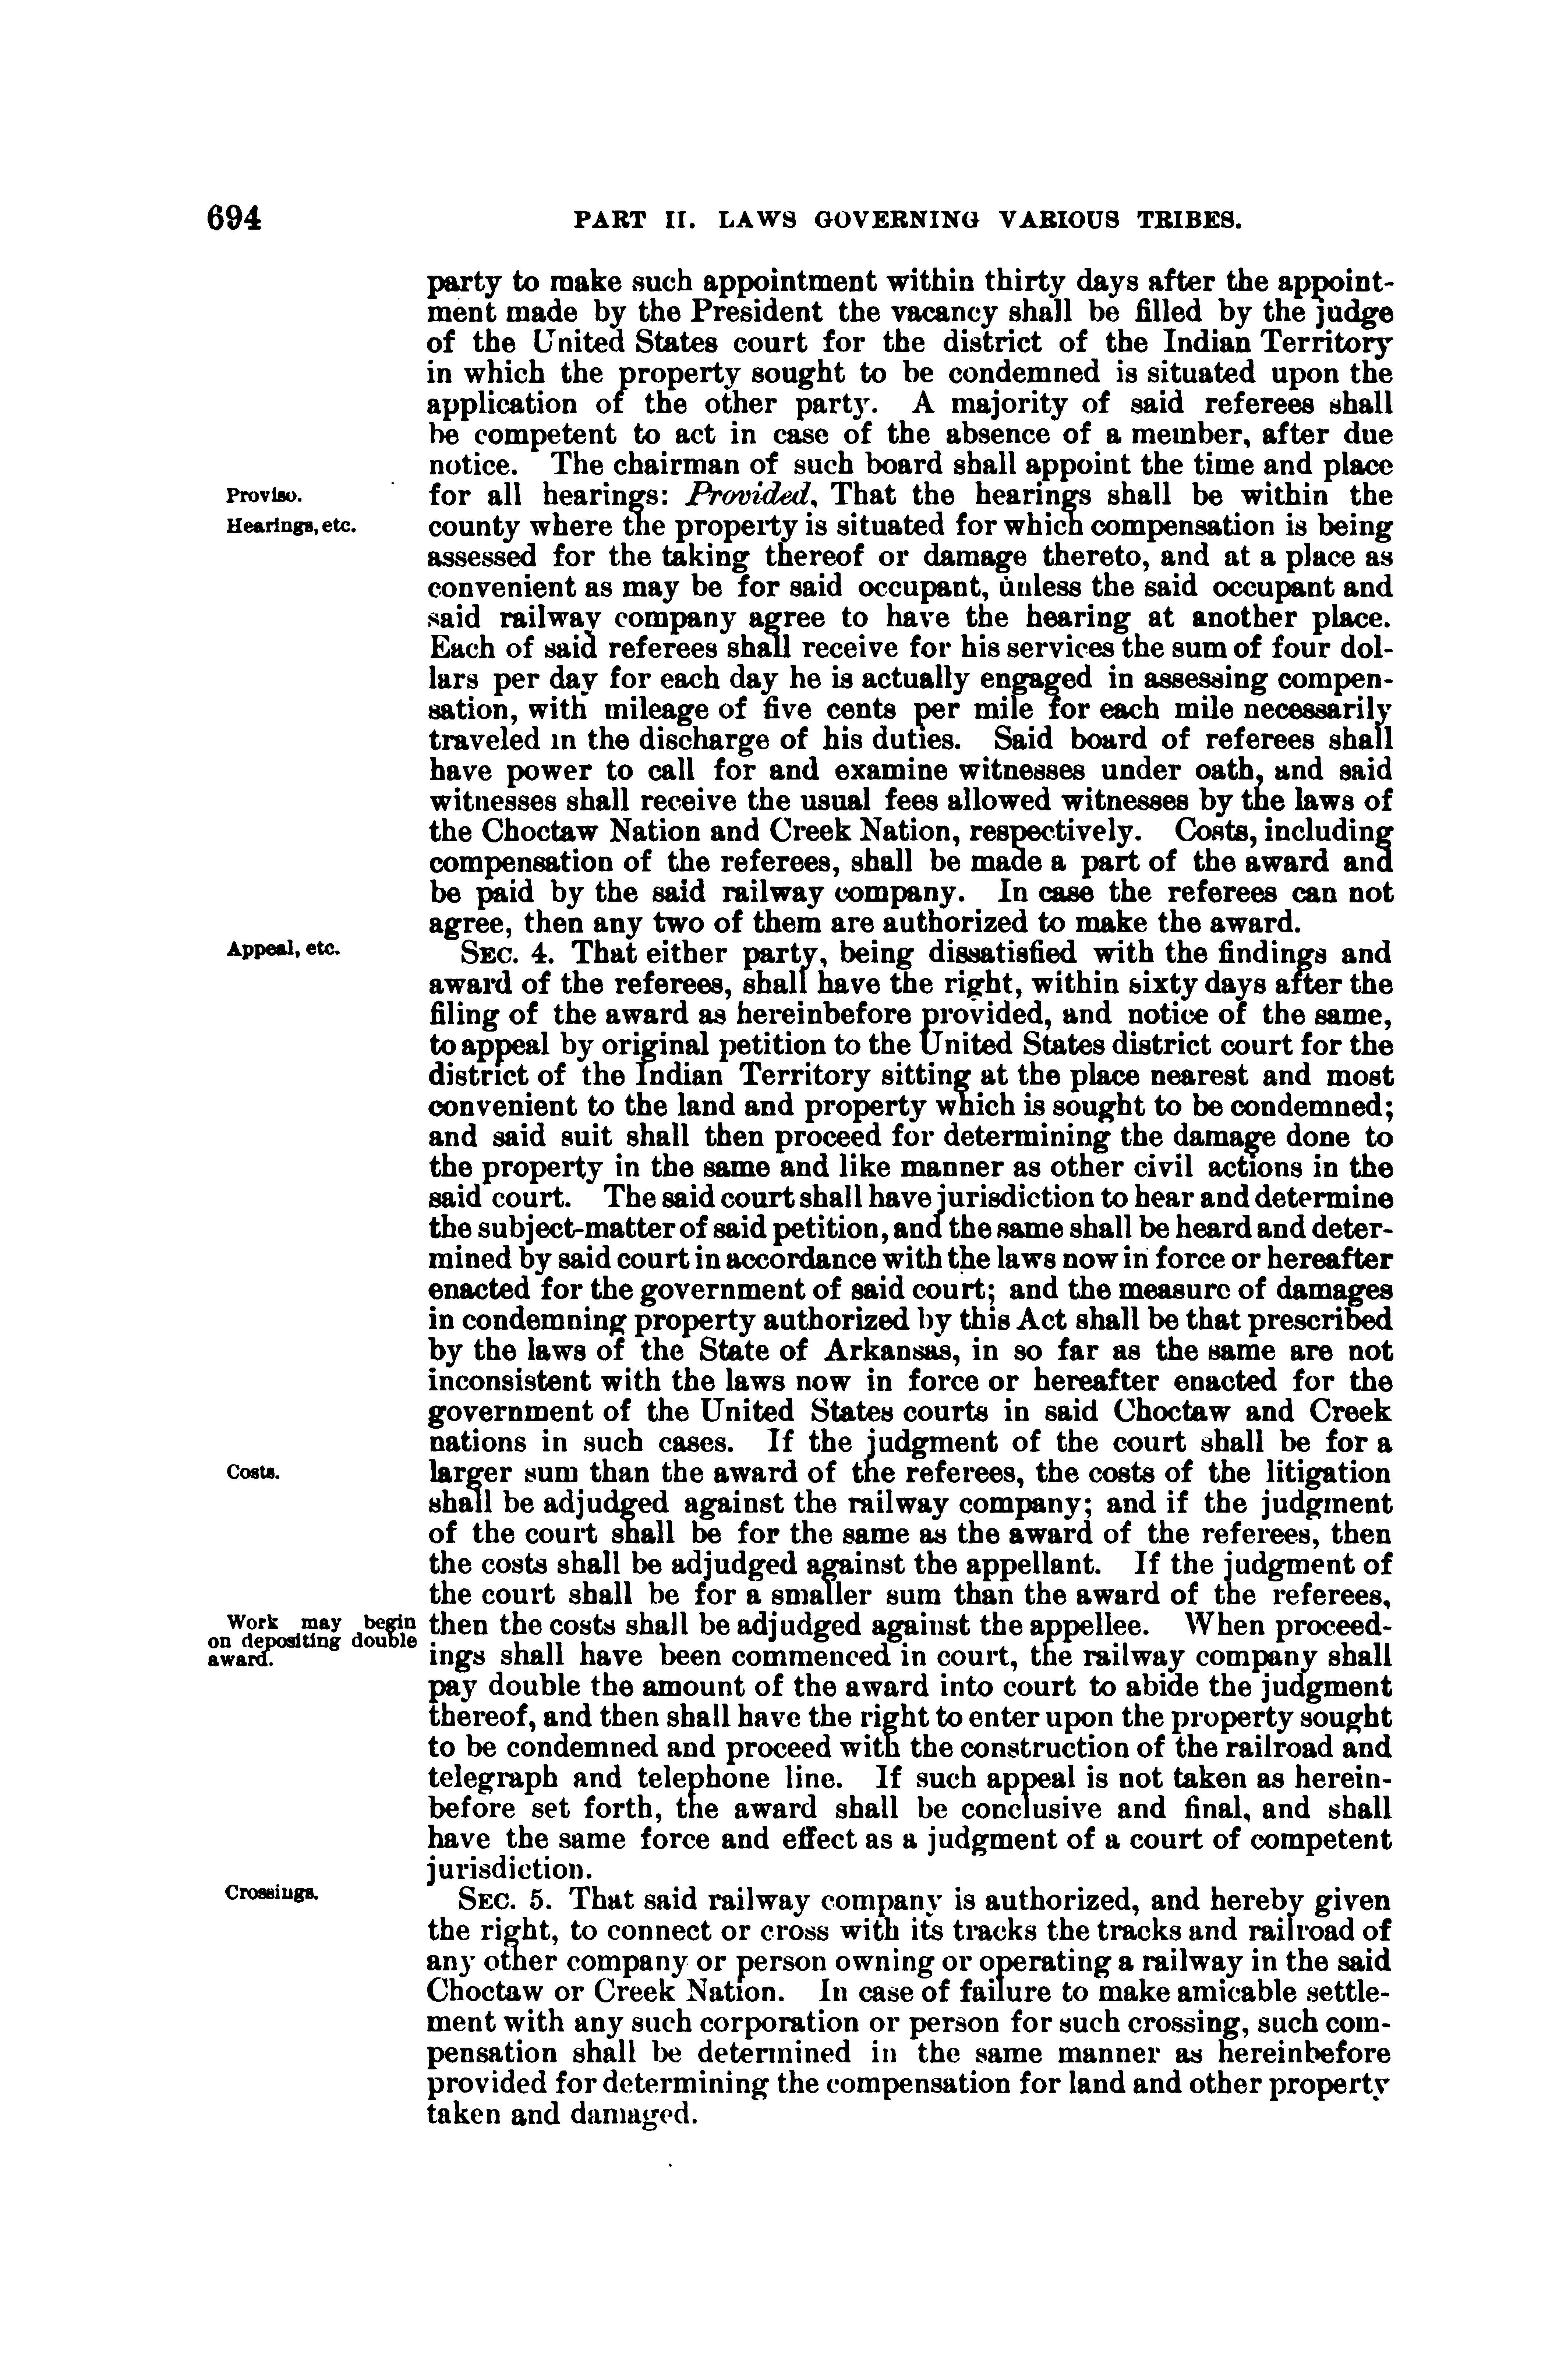 694 PART II. LAWS GOVERNING VARIOUS TRIBES.
party to make such appointment within thirty days after the appoint-
ment made by the President the vacancy shall be filled by the judge
of the United States court for the district of the Indian Territory
in which the property sought to be condemned is situated upon the
application of the other party. A majority of said referees shall
be competent to act in case of the absence of a member, after due
notice. The chairman of such board shall appoint the time and place
Proviso.
for all hearings: Provided, That the hearings shall be within the
Hearings, etc.
county where the property is situated for which compensation is being
assessed for the taking thereof or damage thereto, and at a place as
convenient as may be for said occupant, unless the said occupant and
said railway company agree to have the hearing at another place.
Each of said referees shall receive for his services the sum of four dol-
lars per day for each day he is actually engaged in assessing compen-
sation, with mileage of five cents per mile for each mile necessarily
traveled in the discharge of his duties. Said board of referees shall
have power to call for and examine witnesses under oath, and said
witnesses shall receive the usual fees allowed witnesses by the laws of
the Choctaw Nation and Creek Nation, respectively. Costs, including
compensation of the referees, shall be made a part of the award and
be paid by the said railway company. In case the referees can not
agree, then any two of them are authorized to make the award.
Appeal, etc.
SEC. 4. That either party, being dissatisfied with the findings and
award of the referees, shall have the right, within sixty days after the
filing of the award as hereinbefore provided, and notice of the same,
to appeal by original petition to the United States district court for the
district of the Indian Territory sitting at the place nearest and most
convenient to the land and property which is sought to be condemned;
and said suit shall then proceed for determining the damage done to
the property in the same and like manner as other civil actions in the
said court. The said court shall have jurisdiction to hear and determine
the subject-matter of said petition, and the same shall be heard and deter-
mined by said court in accordance with the laws now in force or hereafter
enacted for the government of said court; and the measure of damages
in condemning property authorized by this Act shall be that prescribed
by the laws of the State of Arkansas, in so far as the same are not
inconsistent with the laws now in force or hereafter enacted for the
government of the United States courts in said Choctaw and Creek
nations in such cases. If the judgment of the court shall be for a
Costs.
larger sum than the award of the referees, the costs of the litigation
shall be adjudged against the railway company; and if the judgment
of the court shall be for the same as the award of the referees, then
the costs shall be adjudged against the appellant. If the judgment of
the court shall be for a smaller sum than the award of the referees,
Work may begin
on depositing double
award.
then the costs shall be adjudged against the appellee. When proceed-
ings shall have been commenced in court, the railway company shall
pay double the amount of the award into court to abide the judgment
thereof, and then shall have the right to enter upon the property sought
to be condemned and proceed with the construction of the railroad and
telegraph and telephone line. If such appeal is not taken as herein-
before set forth, the award shall be conclusive and final, and shall
have the same force and effect as a judgment of a court of competent
jurisdiction.
Crossings.
SEC. 5. That said railway company is authorized, and hereby given
the right, to connect or cross with its tracks the tracks and railroad of
any other company or person owning or operating a railway in the said
Choctaw or Creek Nation. In case of failure to make amicable settle-
ment with any such corporation or person for such crossing, such com-
pensation shall be determined in the same manner as hereinbefore
provided for determining the compensation for land and other property
taken and damaged.